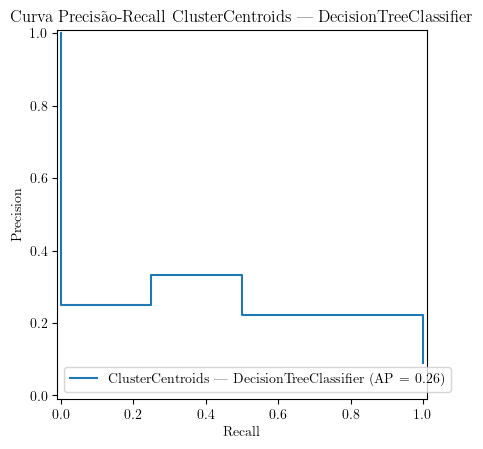 Curva Precisão-Recall ClusterCentroids — DecisionTreeClassifier
1.0
0.8
0.6
0.4
0.2
0.0
Precision
ClusterCentroids — DecisionTreeClassifier (AP = 0.26)
0.0 0.2 0.4 0.6 0.8 1.0
Recall